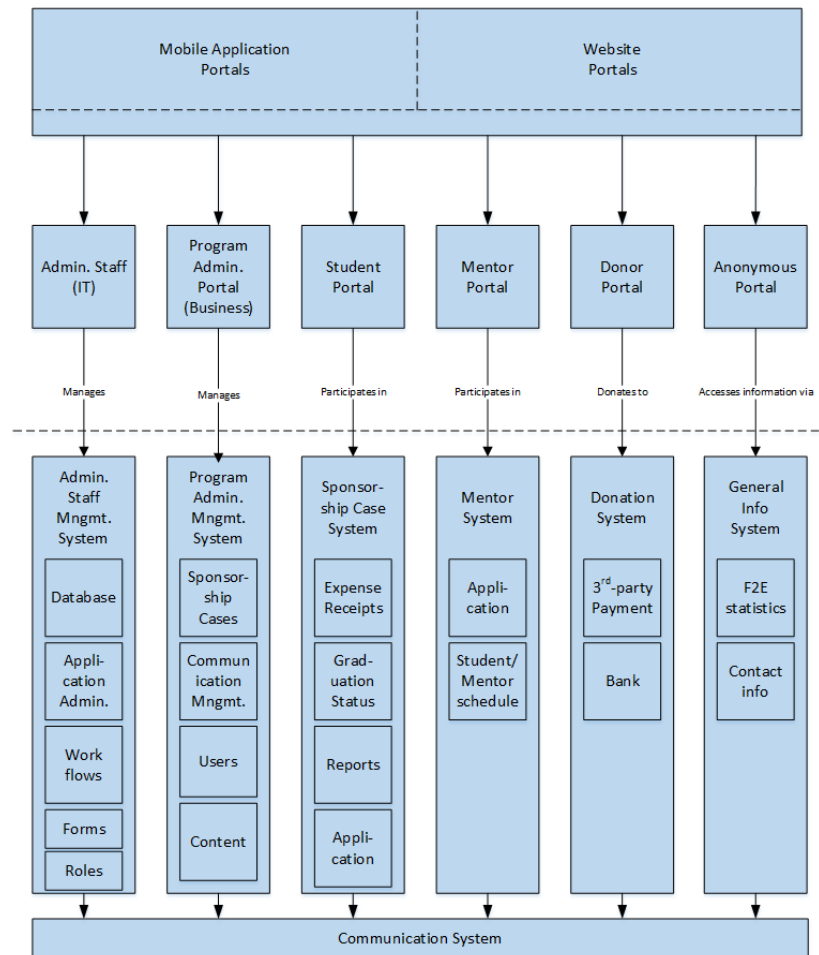 Mobile Application
Portals
Website
Portals
Admin. Staff
(IT)
Program
Admin.
Portal
(Business)
Student
Portal
Mentor
Portal
Donor
Portal
Anonymous
Portal
Manages
Manages
Participates in
Participates in
Donates to
Accesses information via
Admin.
Staff
Mngmt.
System
Database
Appli-
cation
Admin.
Work
flows
Forms
Roles
Program
Admin.
Mngmt.
System
Sponsor-
ship
Cases
Commun
ication
Mngmt.
Users
Content
Sponsor-
ship Case
System
Expense
Receipts
Grad-
uation
Status
Reports
Appli-
cation
Mentor
System
Appli-
cation
Student/
Mentor
schedule
Donation
System
3rd-party
Payment
Bank
General
Info
System
F2E
statistics
Contact
info
Communication System